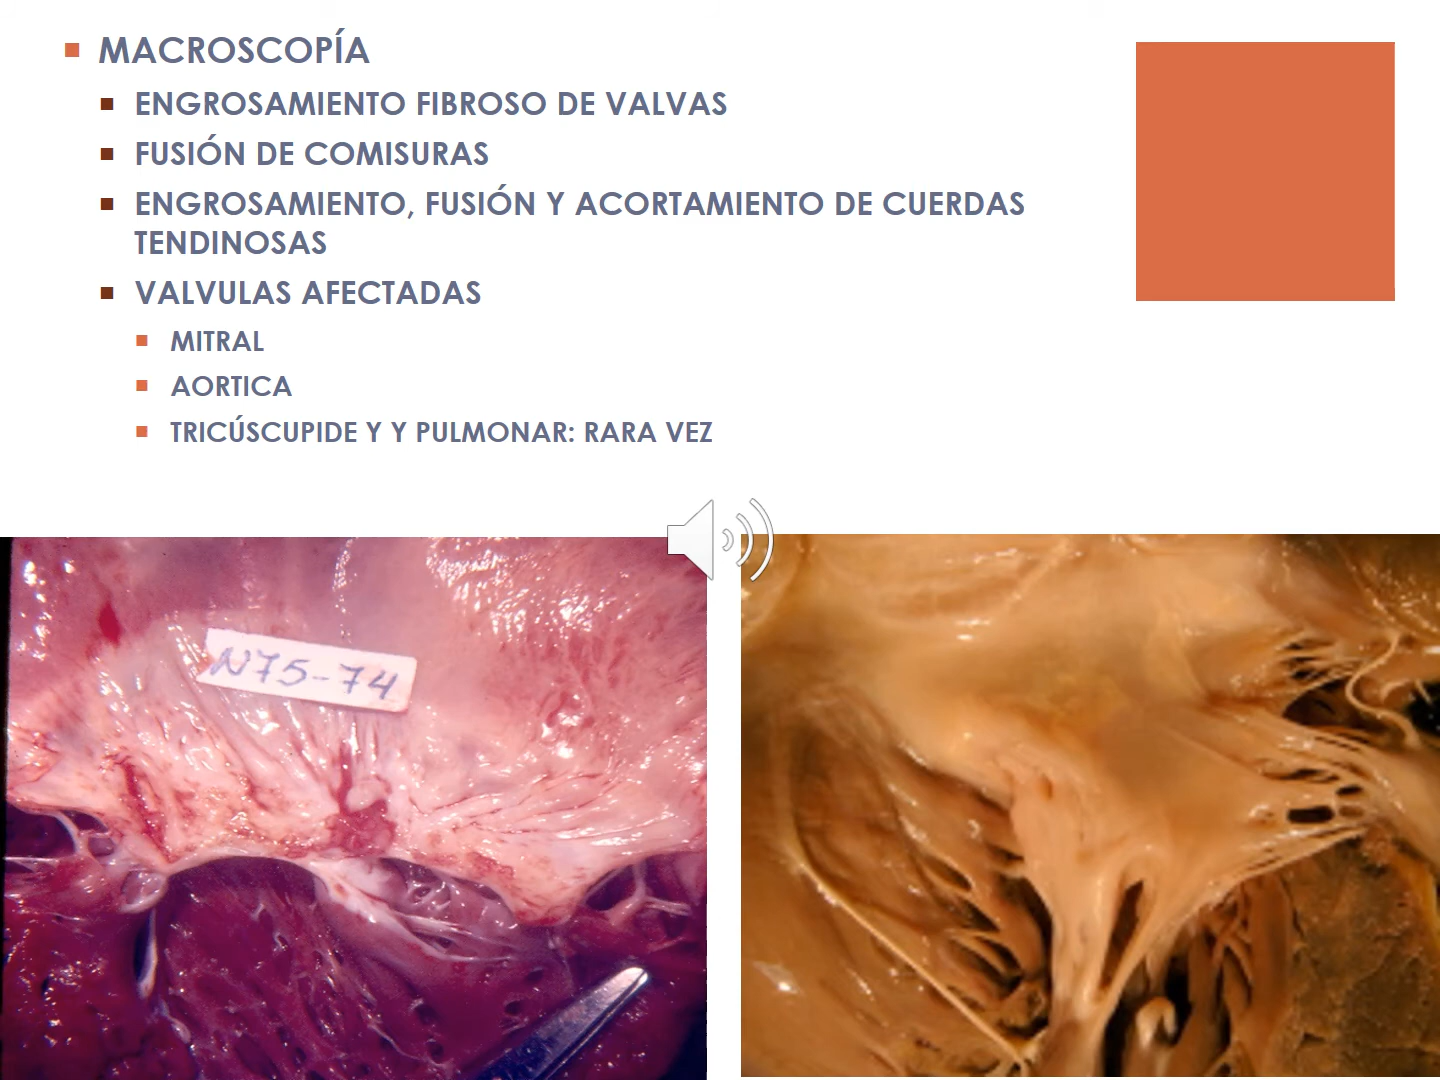 MACROSCOPÍA
ENGROSAMIENTO FIBROSO DE VALVAS
FUSIÓN DE COMISURAS
ENGROSAMIENTO, FUSIÓN Y ACORTAMIENTO DE CUERDAS
TENDINOSAS
VALVULAS AFECTADAS
MITRAL
AORTICA
TRICÚSCUPIDE Y Y PULMONAR: RARA VEZ
N75-74